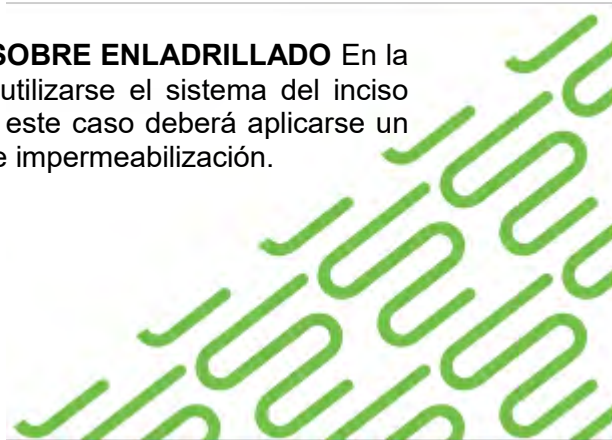 SOBRE ENLADRILLADO En la
utilizarse el sistema del inciso
este caso deberá aplicarse un
e impermeabilización.